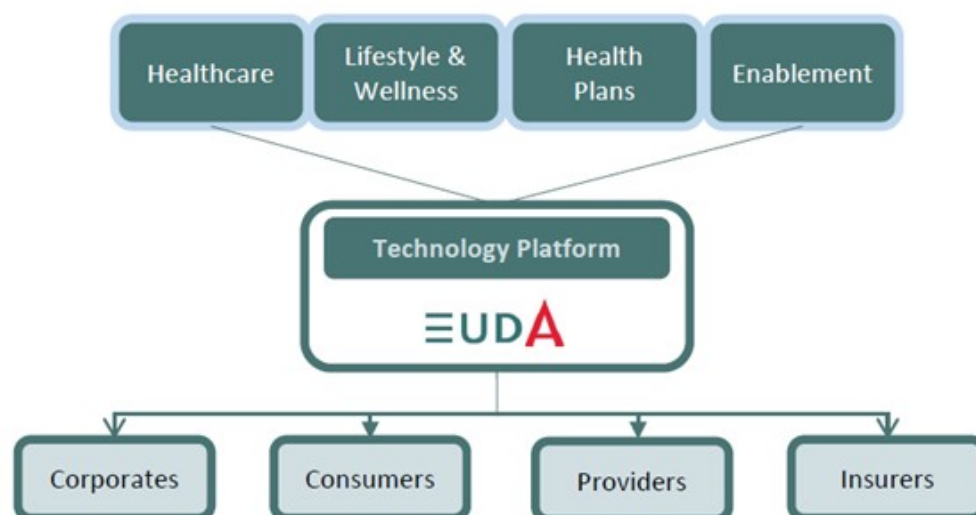 Healthcare
Lifestyle &
Wellness
Health
Plans
Enablement
Technology Platform
EUDA
Corporates
Consumers
Providers
Insurers